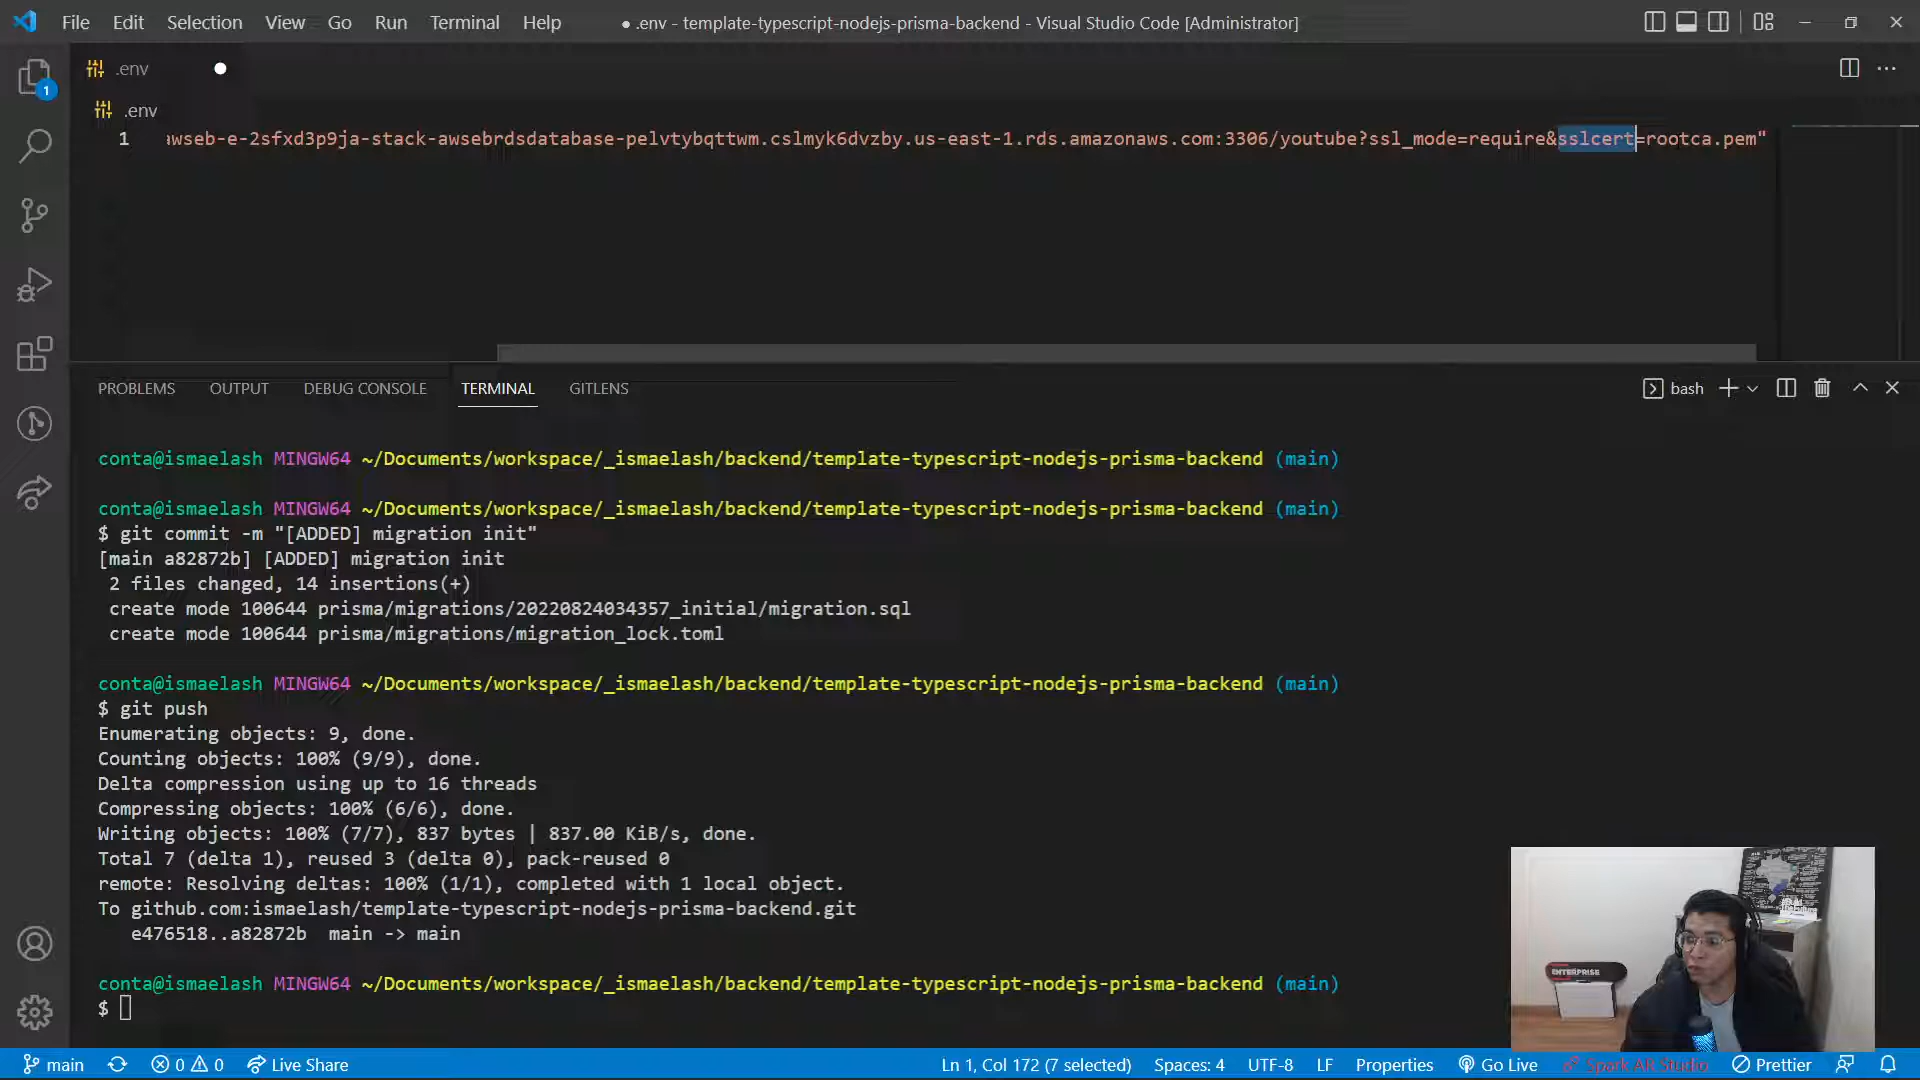 File Edit Selection View Go Run Terminal Help
● .env - template-typescript-nodejs-prisma-backend - Visual Studio Code [Administrator]
.env
1
.env
1 awseb-e-2sfxd3p9ja-stack-awsebrdsdatabase-pelvtybqttwm.cslmyk6dvzby.us-east-1.rds.amazonaws.com:3306/youtube?ssl_mode=require&sslcert=rootca.pem"
PROBLEMS OUTPUT DEBUG CONSOLE TERMINAL GITLENS
bash
conta@ismaelash MINGW64 ~/Documents/workspace/_ismaelash/backend/template-typescript-nodejs-prisma-backend (main)
conta@ismaelash MINGW64 ~/Documents/workspace/_ismaelash/backend/template-typescript-nodejs-prisma-backend (main)
$ git commit -m "[ADDED] migration init"
[main a82872b] [ADDED] migration init
2 files changed, 14 insertions(+)
create mode 100644 prisma/migrations/20220824034357_initial/migration.sql
create mode 100644 prisma/migrations/migration_lock.toml
conta@ismaelash MINGW64 ~/Documents/workspace/_ismaelash/backend/template-typescript-nodejs-prisma-backend (main)
$ git push
Enumerating objects: 9, done.
Counting objects: 100% (9/9), done.
Delta compression using up to 16 threads
Compressing objects: 100% (6/6), done.
Writing objects: 100% (7/7), 837 bytes | 837.00 KiB/s, done.
Total 7 (delta 1), reused 3 (delta 0), pack-reused 0
remote: Resolving deltas: 100% (1/1), completed with 1 local object.
To github.com:ismaelash/template-typescript-nodejs-prisma-backend.git
e476518..a82872b main -> main
conta@ismaelash MINGW64 ~/Documents/workspace/_ismaelash/backend/template-typescript-nodejs-prisma-backend (main)
$
ENTERPRISE
main 0 0 Live Share Ln 1, Col 172 (7 selected) Spaces: 4 UTF-8 LF Properties Go Live Spark AR Studio Prettier